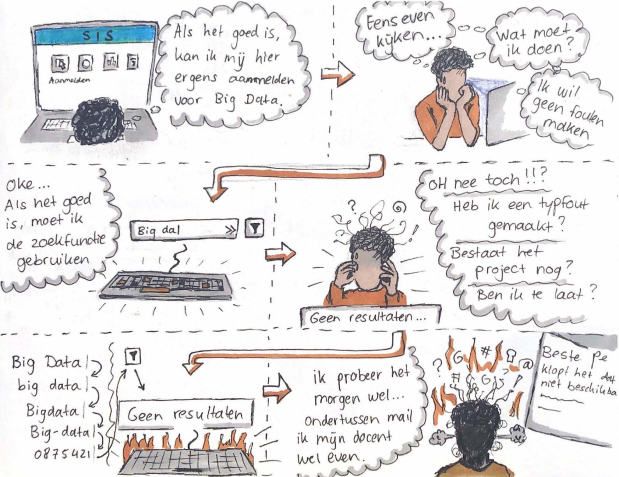 SIS
Aanmelden
Als het goed is,
kan ik mij hier
ergens aanmelden
voor Big Data.
Eens even
kijken...
Wat moet
ik doen?
Ik wil
geen fouten
maken
Oke...
Als het goed
is, moet ik
de zoekfunctie
gebruiken
Big dal
»
?
@
!
Geen resultaten...
OH nee toch!!?
Heb ik een typfout
gemaakt?
Bestaat het
project nog?
Ben ik te laat?
Big Data
big data
Bigdata
Big-data
0875421
Geen resultaten
ik probeer het
morgen wel...
ondertussen mail
ik mijn docent
wel even.
? G # ! @
Beste Pe
klopt het dat
niet beschikba